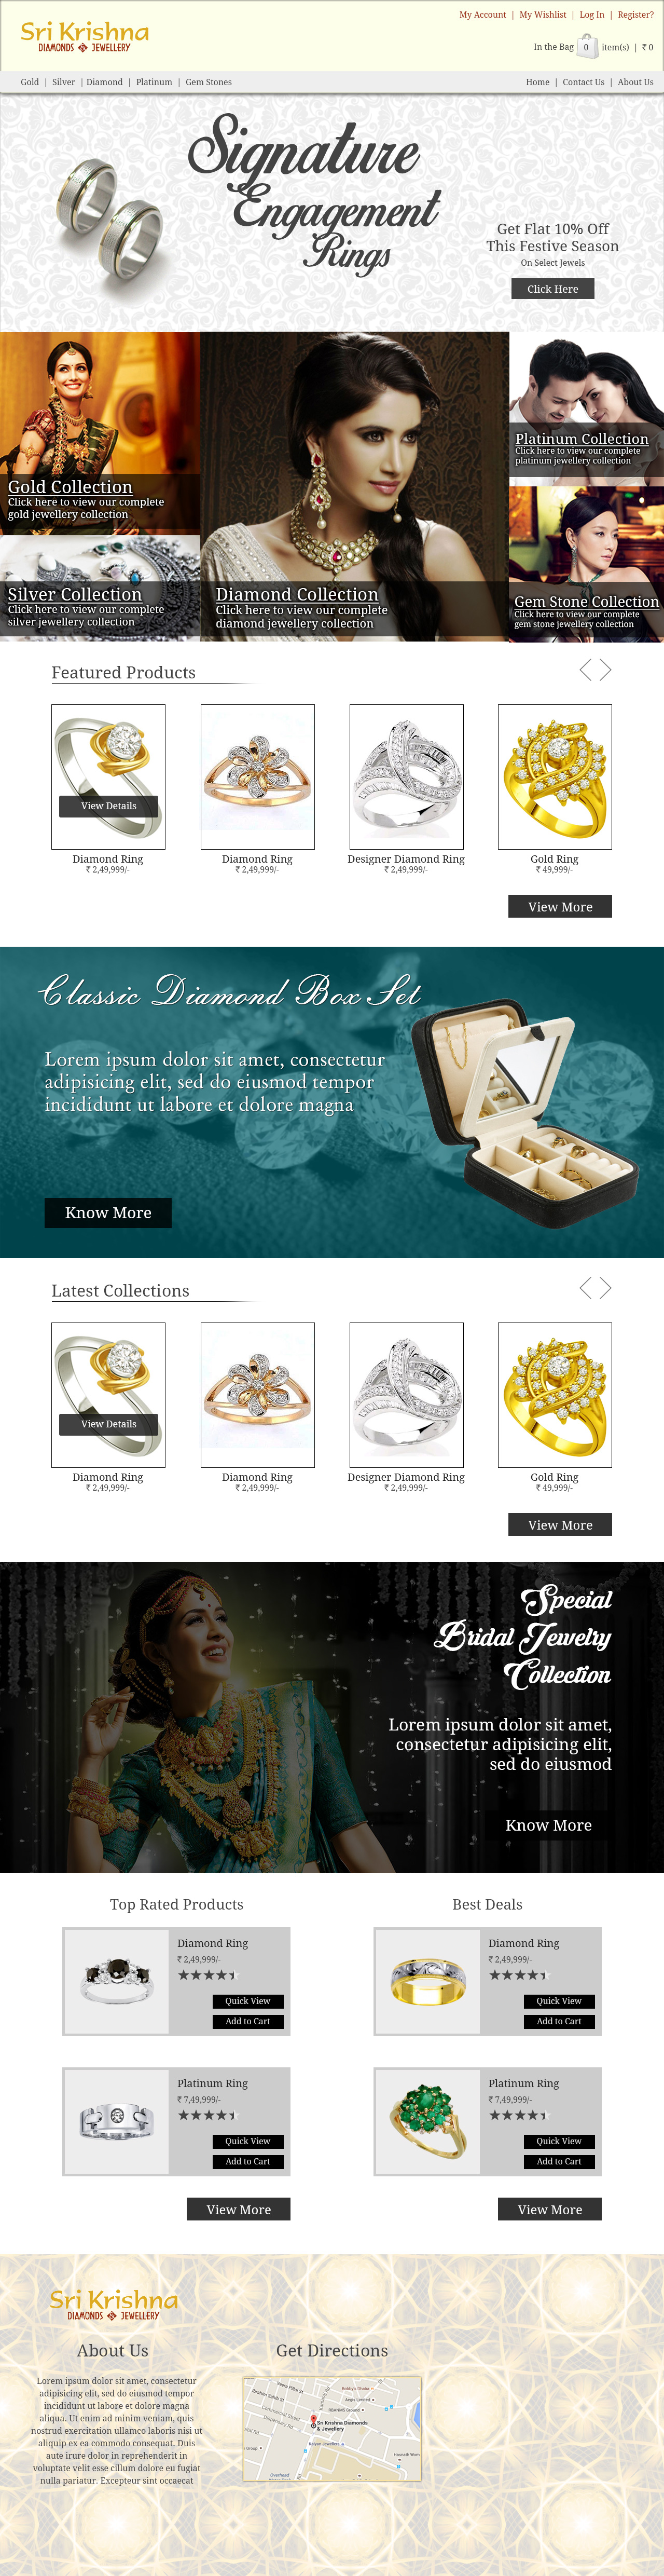 My Account | My Wishlist | Log In | Register?
Sri Krishna
DIAMONDS JEWELLERY
In the Bag 0 item(s) | ₹ 0
Gold | Silver | Diamond | Platinum | Gem Stones
Home | Contact Us | About Us
Signature
Engagement
Rings
Get Flat 10% Off
This Festive Season
On Select Jewels
Click Here
Gold Collection
Click here to view our complete
gold jewellery collection
Silver Collection
Click here to view our complete
silver jewellery collection
Diamond Collection
Click here to view our complete
diamond jewellery collection
Platinum Collection
Click here to view our complete
platinum jewellery collection
Gem Stone Collection
Click here to view our complete
gem stone jewellery collection
Featured Products
View Details
Diamond Ring
₹ 2,49,999/-
Diamond Ring
₹ 2,49,999/-
Designer Diamond Ring
₹ 2,49,999/-
Gold Ring
₹ 49,999/-
View More
Classic Diamond Box Set
Lorem ipsum dolor sit amet, consectetur
adipisicing elit, sed do eiusmod tempor
incididunt ut labore et dolore magna
Know More
Latest Collections
View Details
Diamond Ring
₹ 2,49,999/-
Diamond Ring
₹ 2,49,999/-
Designer Diamond Ring
₹ 2,49,999/-
Gold Ring
₹ 49,999/-
View More
Special
Bridal Jewelry
Collection
Lorem ipsum dolor sit amet,
consectetur adipisicing elit,
sed do eiusmod
Know More
Top Rated Products
Diamond Ring
₹ 2,49,999/-
Quick View
Add to Cart
Platinum Ring
₹ 7,49,999/-
Quick View
Add to Cart
View More
Best Deals
Diamond Ring
₹ 2,49,999/-
Quick View
Add to Cart
Platinum Ring
₹ 7,49,999/-
Quick View
Add to Cart
View More
Sri Krishna
DIAMONDS JEWELLERY
About Us
Lorem ipsum dolor sit amet, consectetur
adipisicing elit, sed do eiusmod tempor
incididunt ut labore et dolore magna
aliqua. Ut enim ad minim veniam, quis
nostrud exercitation ullamco laboris nisi ut
aliquip ex ea commodo consequat. Duis
aute irure dolor in reprehenderit in
voluptate velit esse cillum dolore eu fugiat
nulla pariatur. Excepteur sint occaecat
Get Directions
Sri Krishna Diamonds
& Jewellery